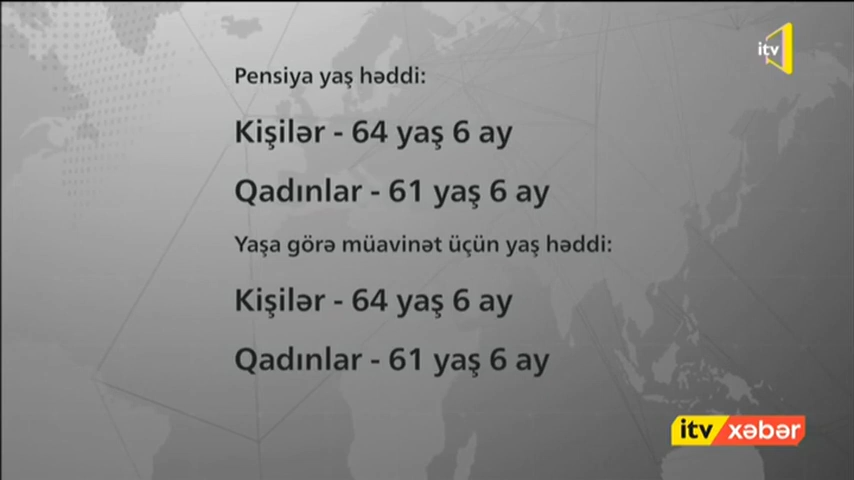 itv
Pensiya yaş həddi:
Kişilər - 64 yaş 6 ay
Qadınlar - 61 yaş 6 ay
Yaşa görə müavinət üçün yaş həddi:
Kişilər - 64 yaş 6 ay
Qadınlar - 61 yaş 6 ay
itv xəbər